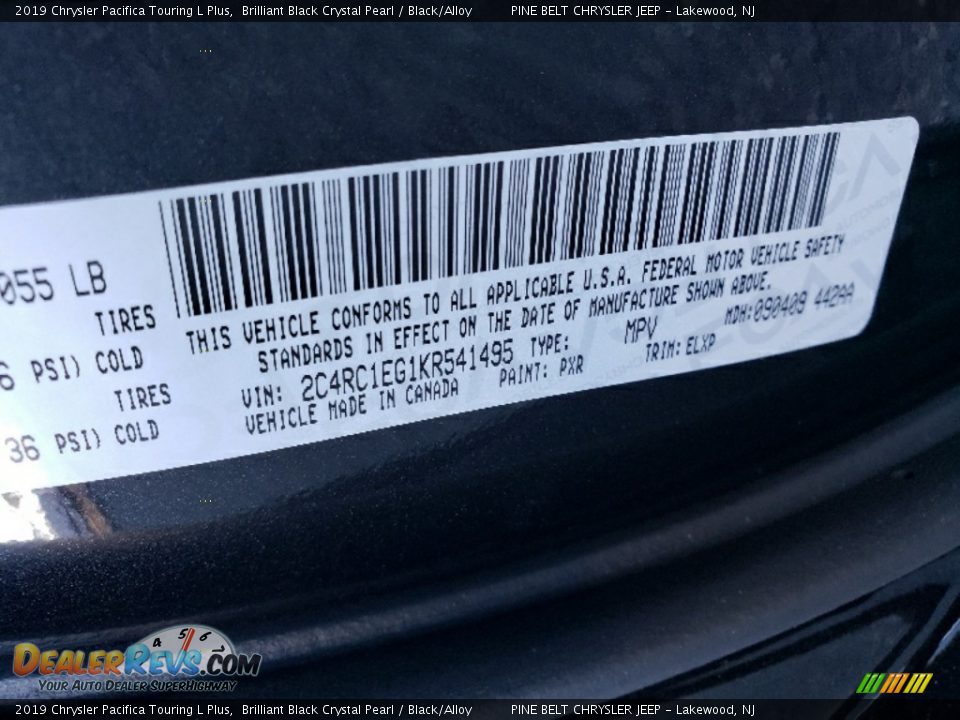 2019 Chrysler Pacifica Touring L Plus, Brilliant Black Crystal Pearl / Black/Alloy PINE BELT CHRYSLER JEEP - Lakewood, NJ
055 LB
TIRES
6 PSI) COLD
TIRES
36 PSI) COLD
THIS VEHICLE CONFORMS TO ALL APPLICABLE U.S.A. FEDERAL MOTOR VEHICLE SAFETY
STANDARDS IN EFFECT ON THE DATE OF MANUFACTURE SHOWN ABOVE.
VIN: 2C4RC1EG1KR541495 TYPE: MPV MDH:090409 442AA
VEHICLE MADE IN CANADA PAINT: PXR TRIM: ELXP
4 5 6
DEALERREVS.COM
YOUR AUTO DEALER SUPERHIGHWAY
2019 Chrysler Pacifica Touring L Plus, Brilliant Black Crystal Pearl / Black/Alloy PINE BELT CHRYSLER JEEP - Lakewood, NJ